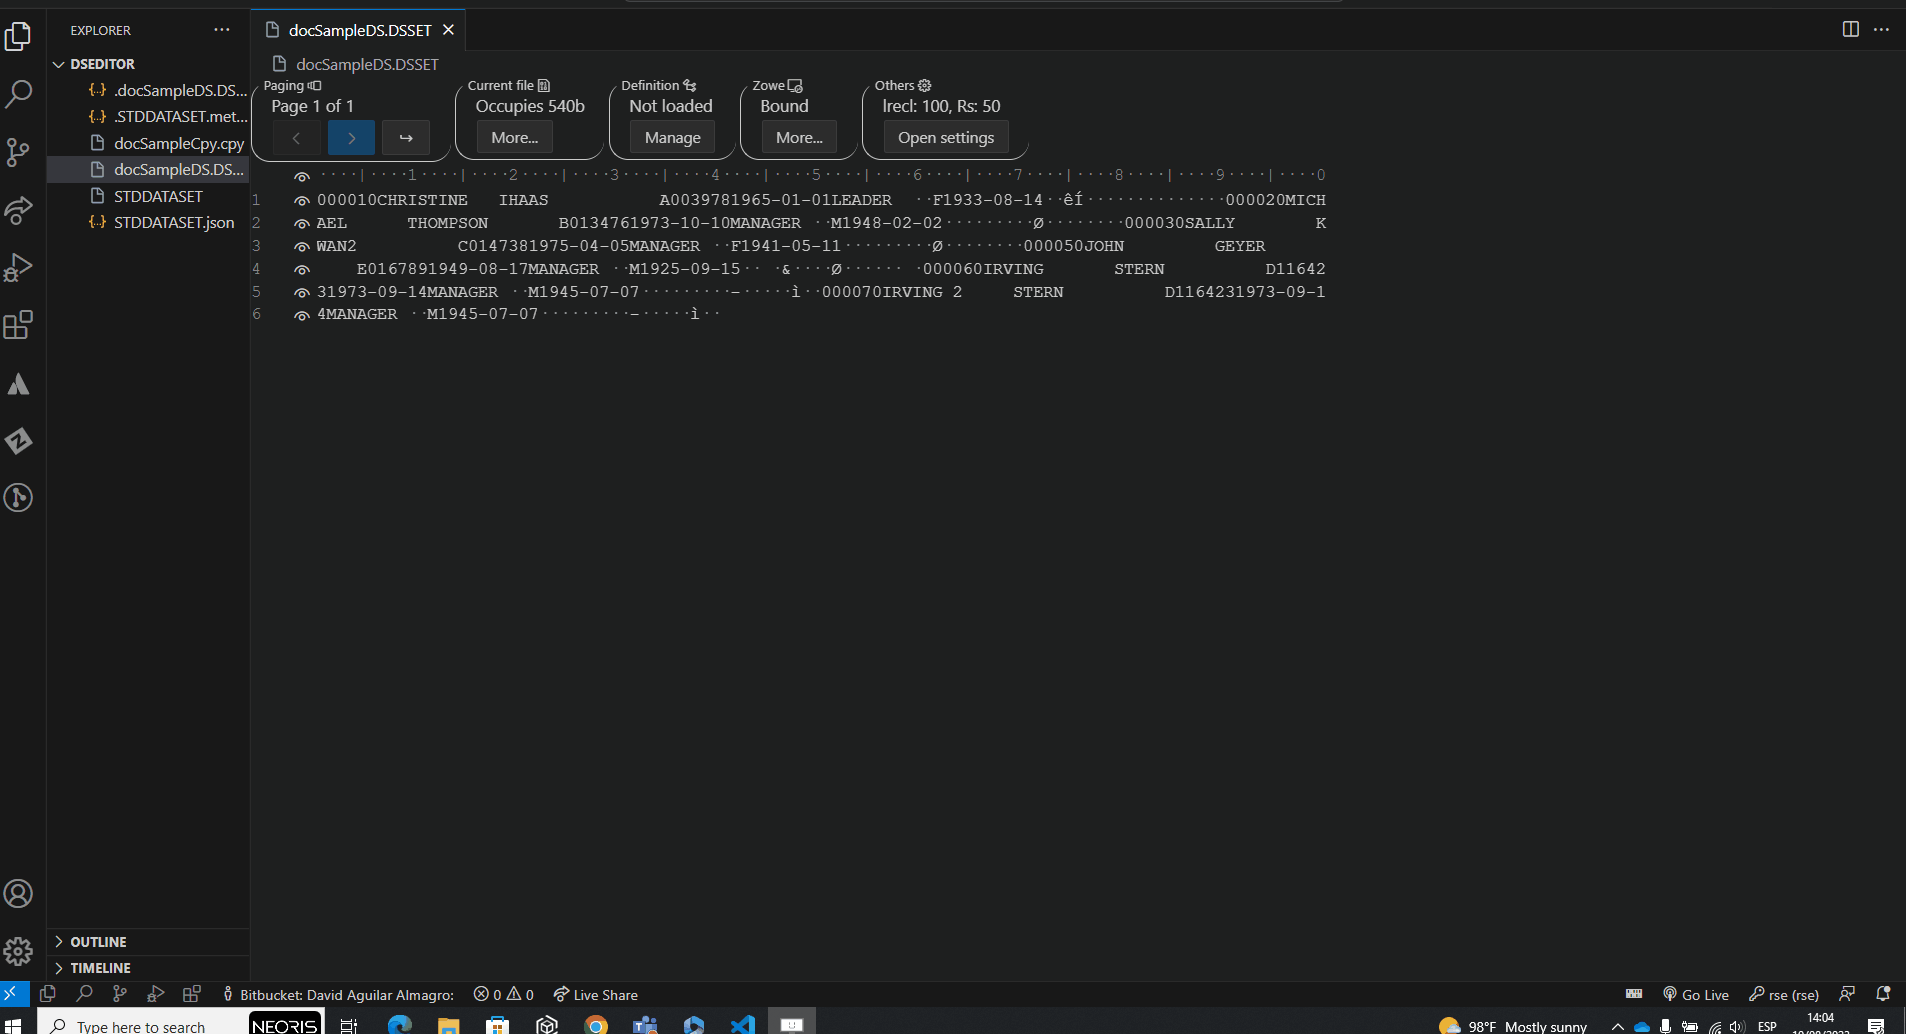 EXPLORER ···
DSEDITOR
{..} .docSampleDS.DS...
{..} .STDDATASET.met...
docSampleCpy.cpy
docSampleDS.DS...
STDDATASET
{..} STDDATASET.json
OUTLINE
TIMELINE
docSampleDS.DSSET
docSampleDS.DSSET
Paging
Page 1 of 1
Current file
Occupies 540b
More...
Definition
Not loaded
Manage
Zowe
Bound
More...
Others
lrecl: 100, Rs: 50
Open settings
····|····1····|····2····|····3····|····4····|····5····|····6····|····7····|····8····|····9····|····0
1 000010CHRISTINE   IHAAS           A0039781965-01-01LEADER  ··F1933-08-14··êÍ··············000020MICH
2 AEL      THOMPSON       B0134761973-10-10MANAGER ··M1948-02-02·········Ø········000030SALLY        K
3 WAN2          C0147381975-04-05MANAGER ··F1941-05-11·········Ø········000050JOHN         GEYER
4     E0167891949-08-17MANAGER ··M1925-09-15·· ·&····Ø······ ·000060IRVING       STERN          D11642
5 31973-09-14MANAGER ··M1945-07-07·········–·····ì··000070IRVING 2     STERN          D1164231973-09-1
6 4MANAGER ··M1945-07-07·········–·····ì··
Bitbucket: David Aguilar Almagro:
0
0
Live Share
Go Live
rse (rse)
Type here to search
NEORIS
98°F Mostly sunny
ESP
14:04